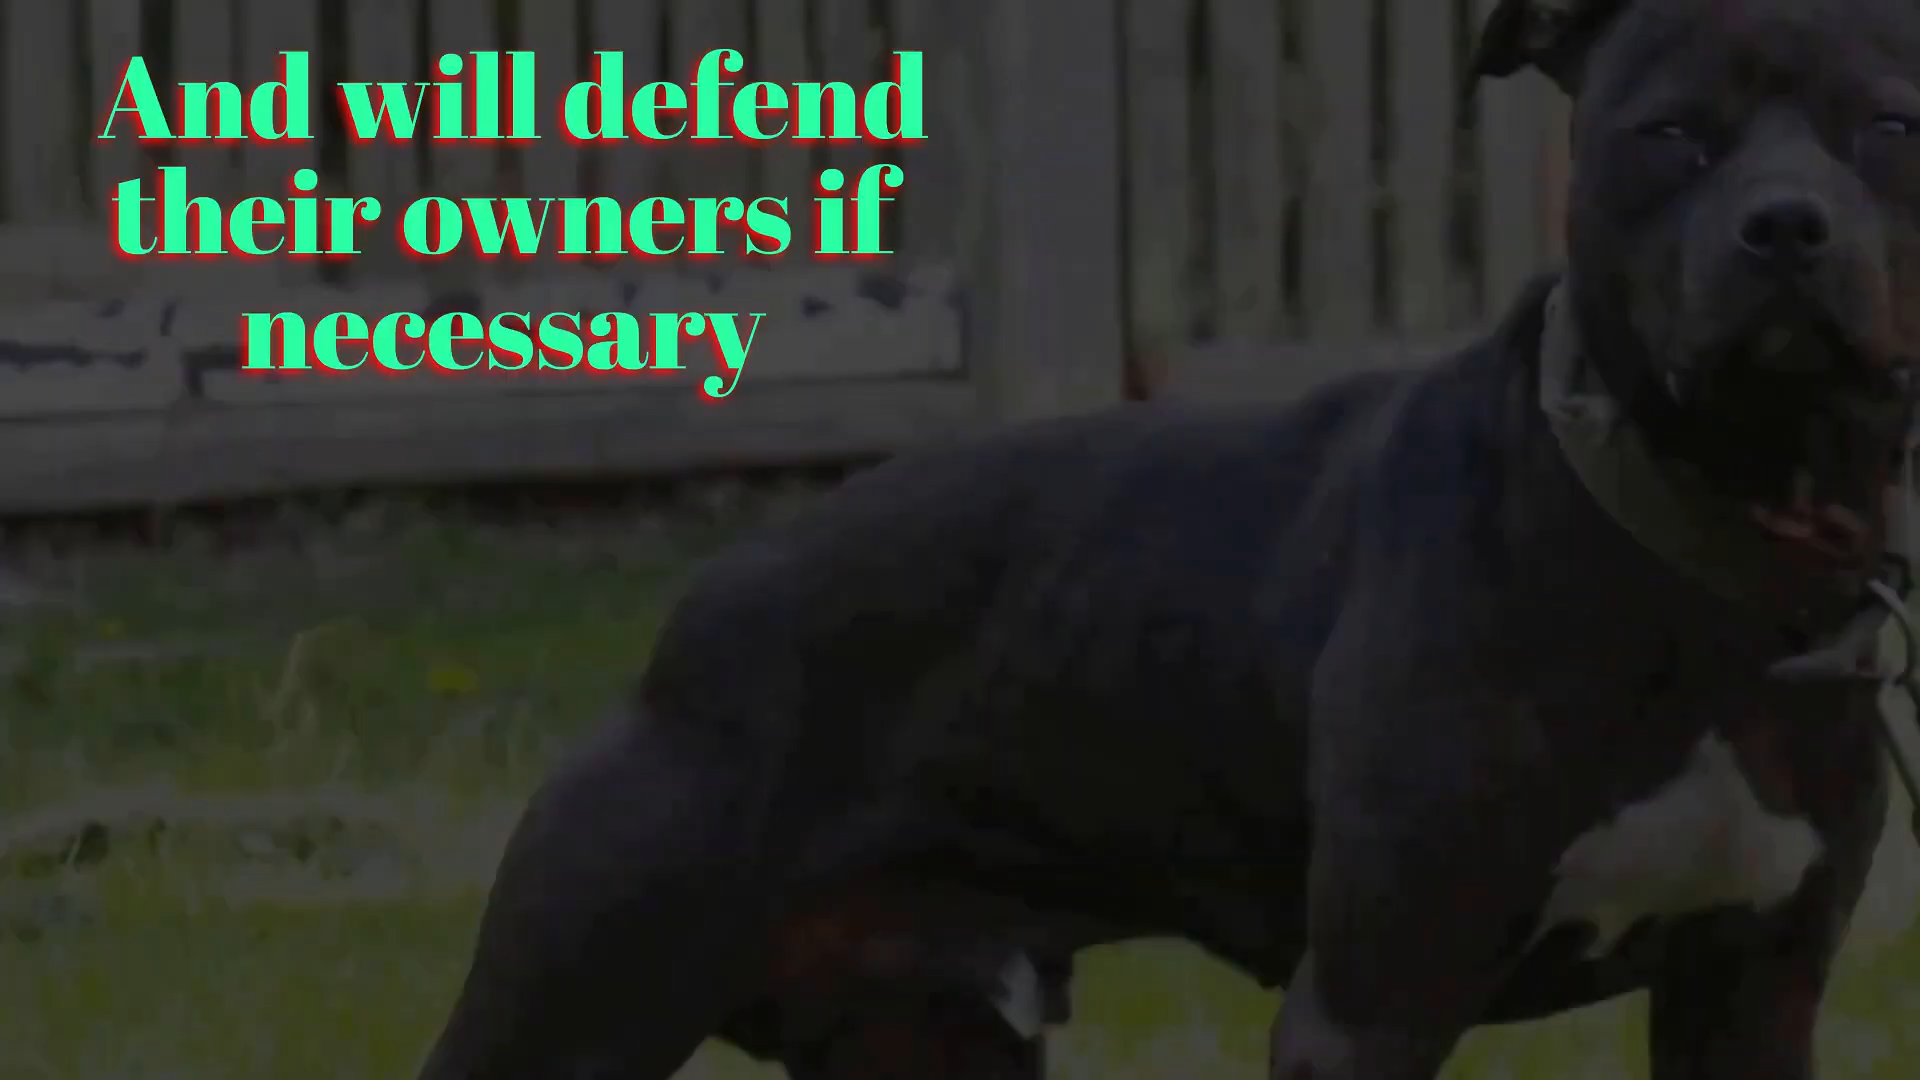 And will defend
their owners if
necessary